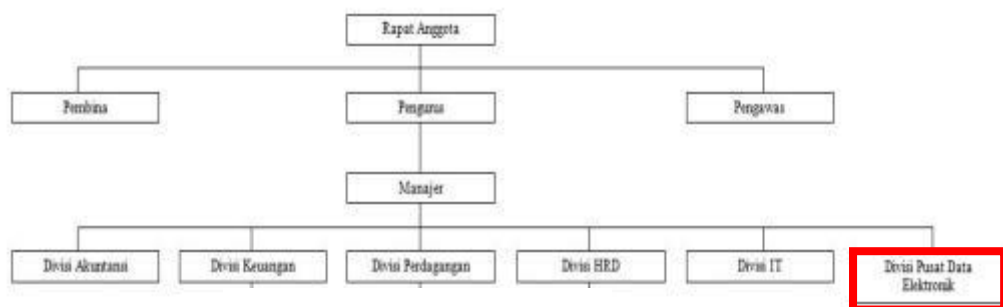 Rapat Anggota
Pembina
Pengurus
Pengawas
Manajer
Divisi Akuntansi
Divisi Keuangan
Divisi Perdagangan
Divisi HRD
Divisi IT
Divisi Pusat Data
Elektronik